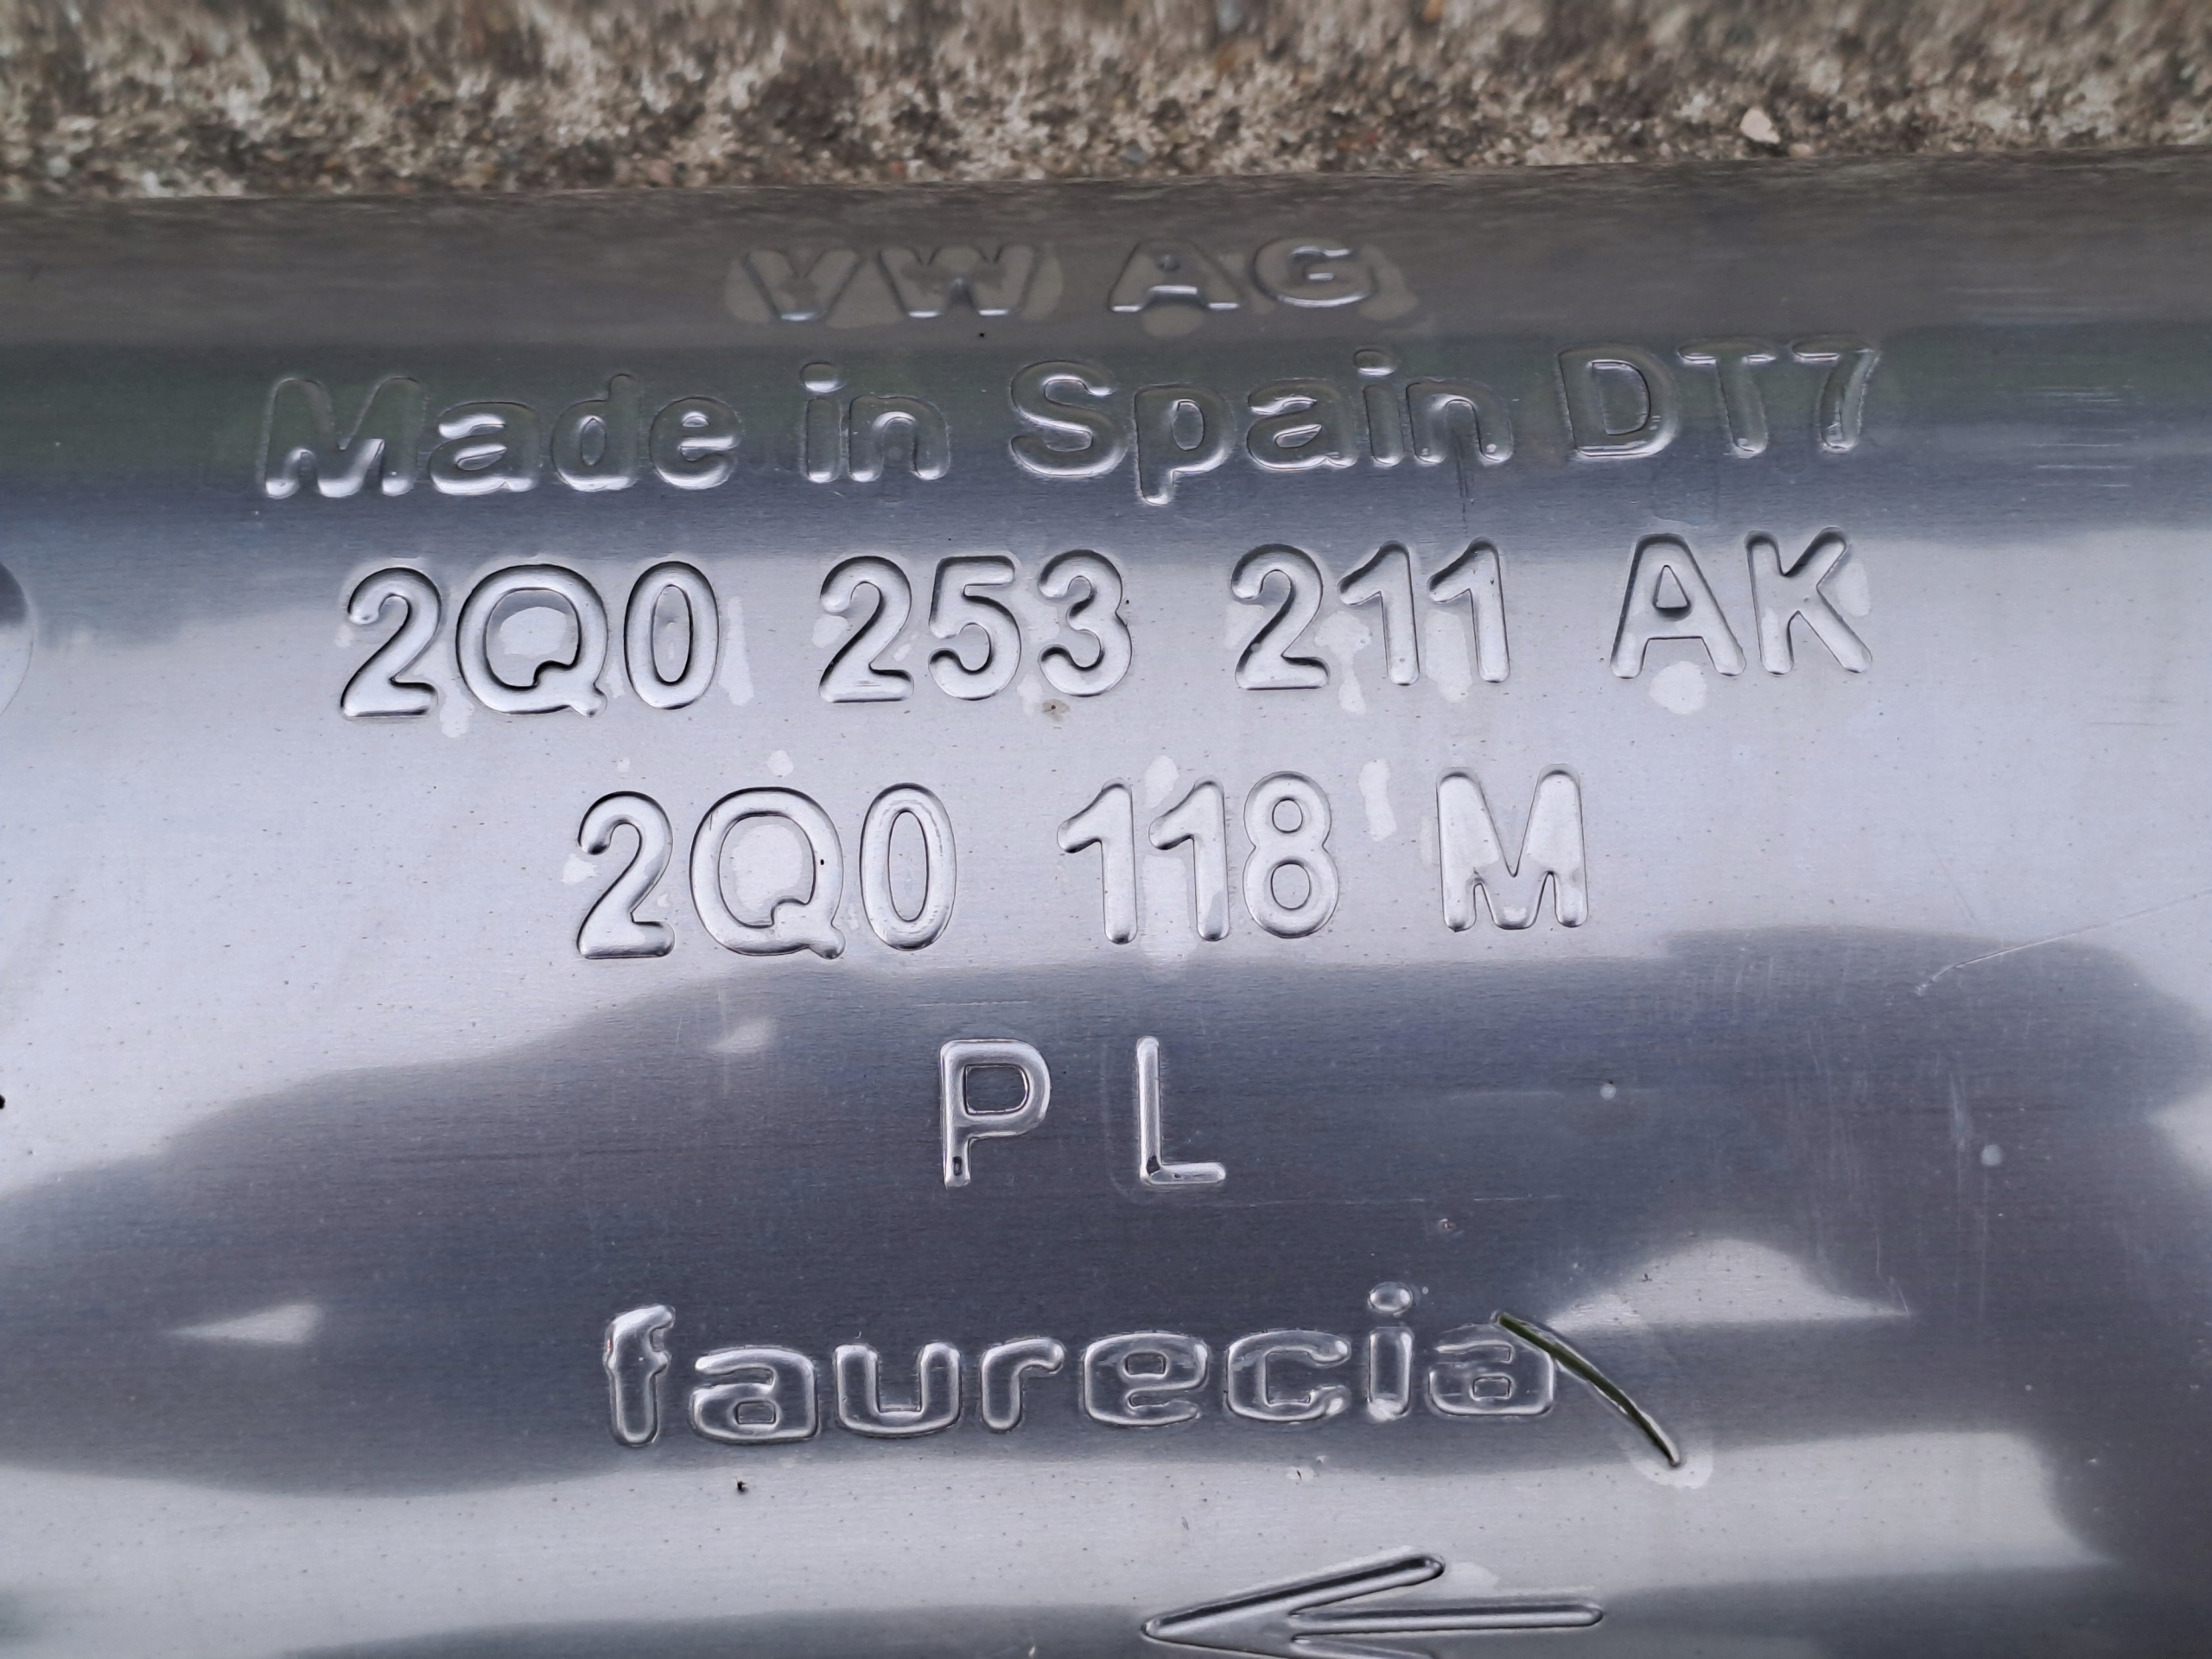 VW AG
Made in Spain DT7
2Q0 253 211 AK
2Q0 118 M
P L
faurecia